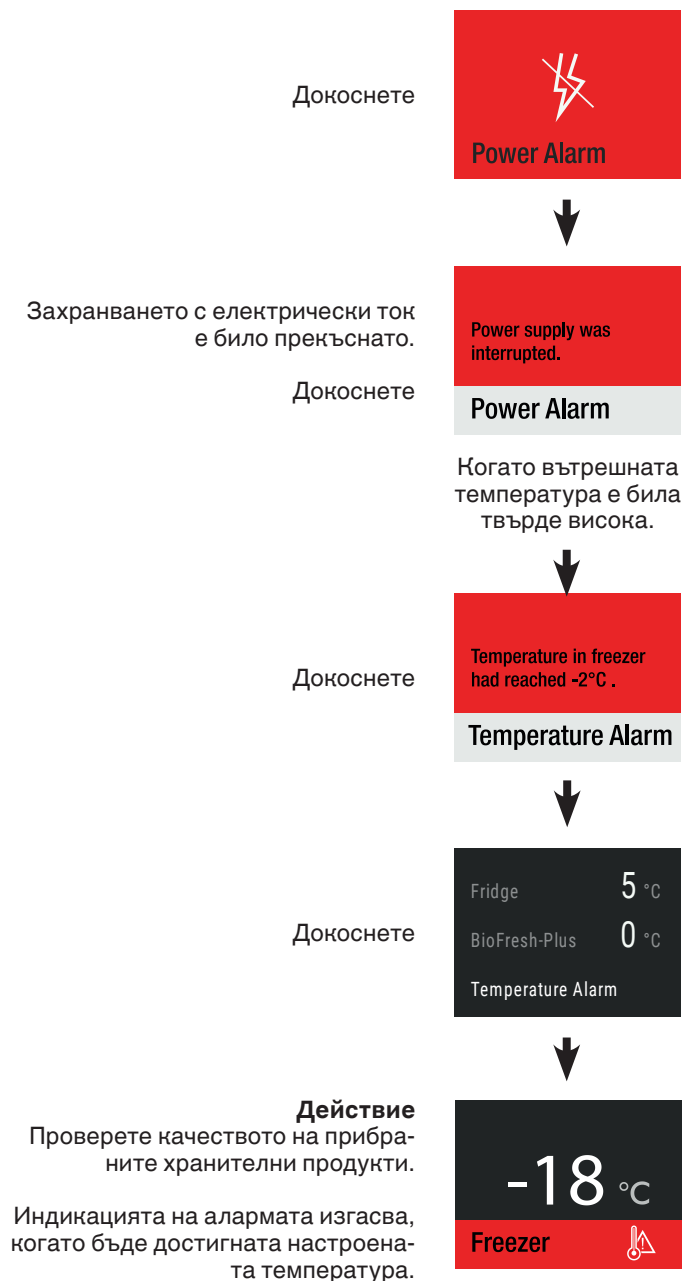 Докоснете
Power Alarm
Захранването с електрически ток
е било прекъснато.
Докоснете
Power supply was
interrupted.
Power Alarm
Когато вътрешната
температура е била
твърде висока.
Докоснете
Temperature in freezer
had reached -2°C .
Temperature Alarm
Докоснете
Fridge 5 °C
BioFresh-Plus 0 °C
Temperature Alarm
Действие
Проверете качеството на прибра-
ните хранителни продукти.
Индикацията на алармата изгасва,
когато бъде достигната настроена-
та температура.
-18 °C
Freezer